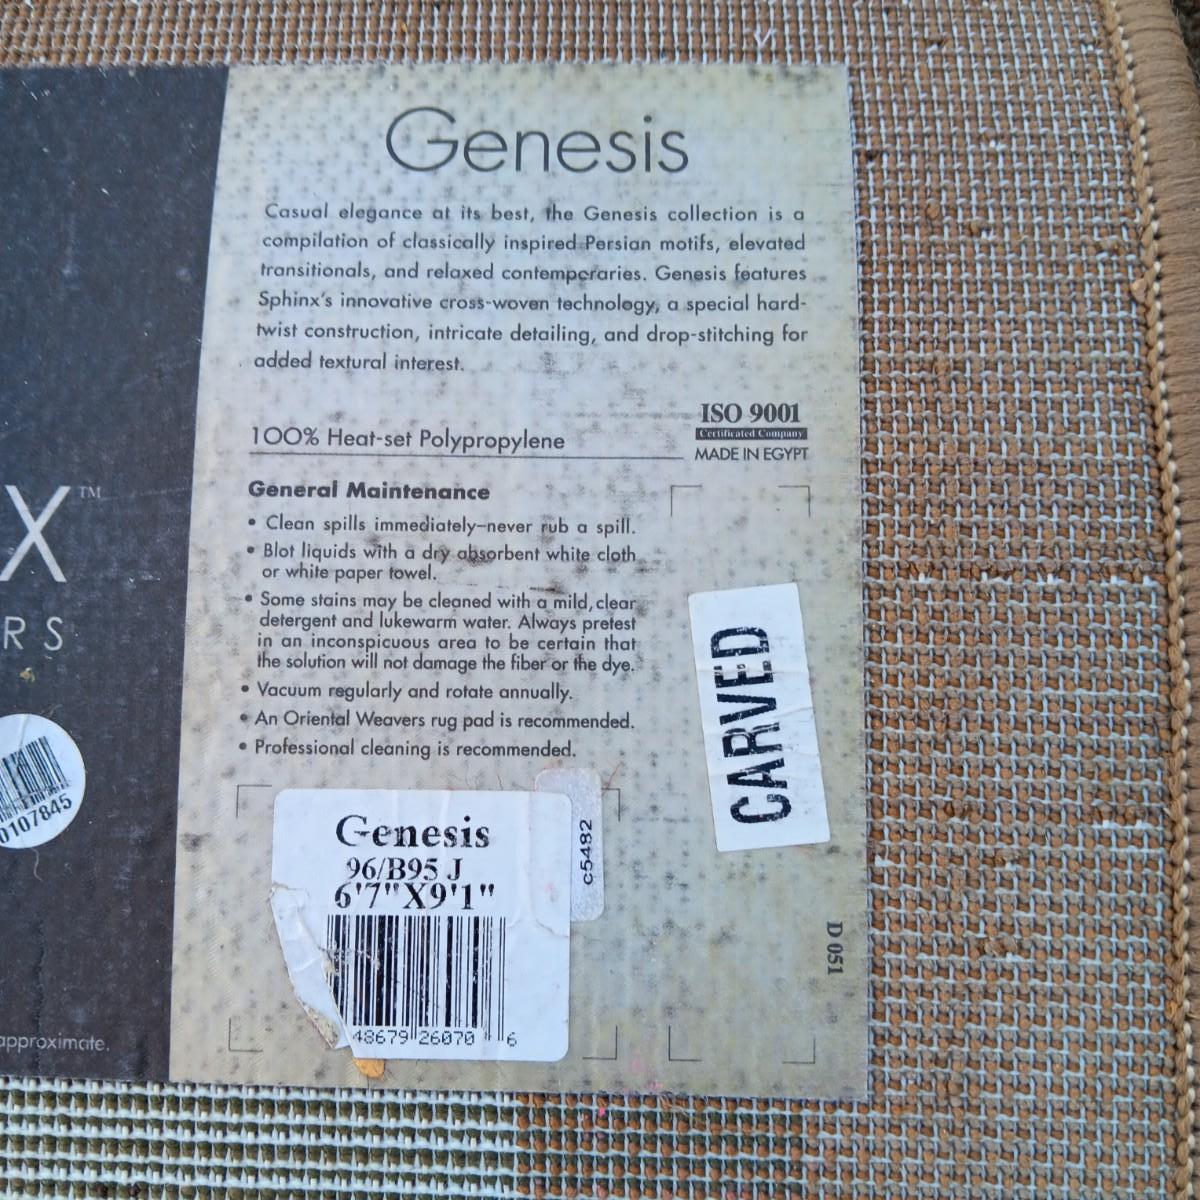 Genesis
Casual elegance at its best, the Genesis collection is a
compilation of classically inspired Persian motifs, elevated
transitionals, and relaxed contemporaries. Genesis features
Sphinx's innovative cross-woven technology, a special hard-
twist construction, intricate detailing, and drop-stitching for
added textural interest.
100% Heat-set Polypropylene
ISO 9001
Certificated Company
MADE IN EGYPT
General Maintenance
• Clean spills immediately–never rub a spill.
• Blot liquids with a dry absorbent white cloth
or white paper towel.
• Some stains may be cleaned with a mild, clear
detergent and lukewarm water. Always pretest
in an inconspicuous area to be certain that
the solution will not damage the fiber or the dye.
• Vacuum regularly and rotate annually.
• An Oriental Weavers rug pad is recommended.
• Professional cleaning is recommended.
X™
RS
0107845
approximate.
CARVED
Genesis
96/B95 J
6'7"X9'1"
48679 26070 6
c5482
D 051